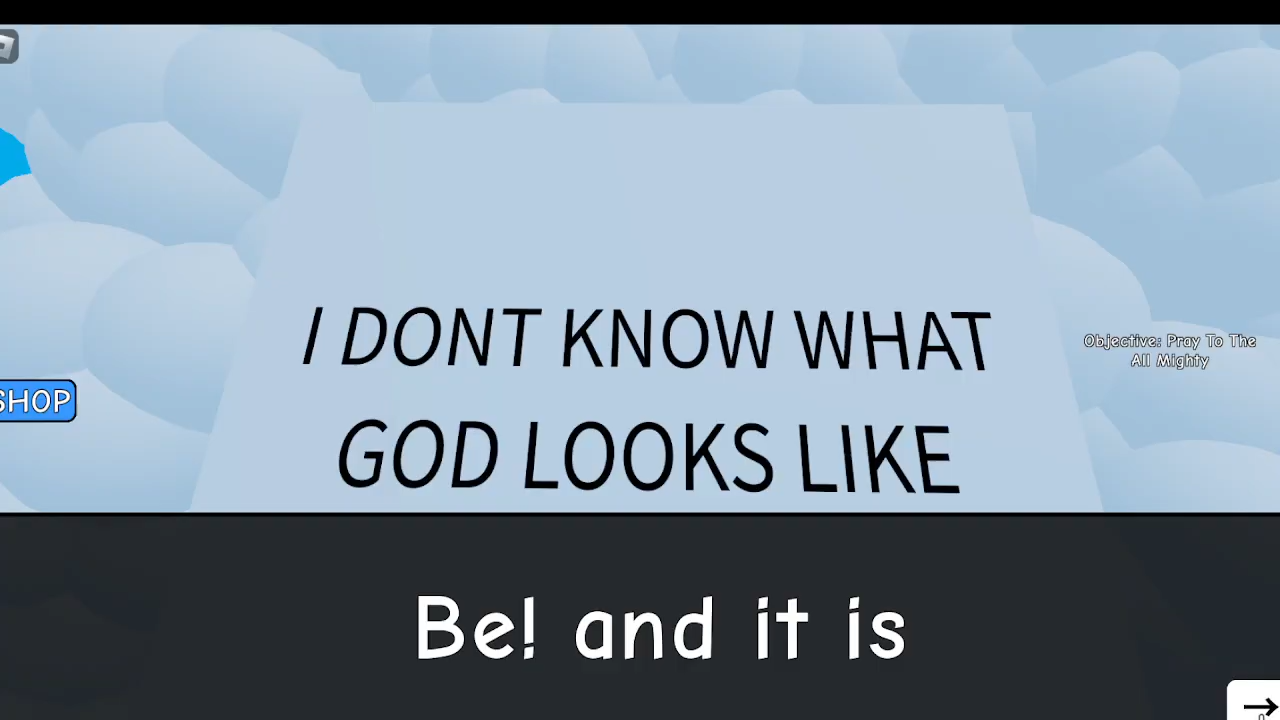 I DONT KNOW WHAT
GOD LOOKS LIKE
Objective: Pray To The
All Mighty
SHOP
Be! and it is